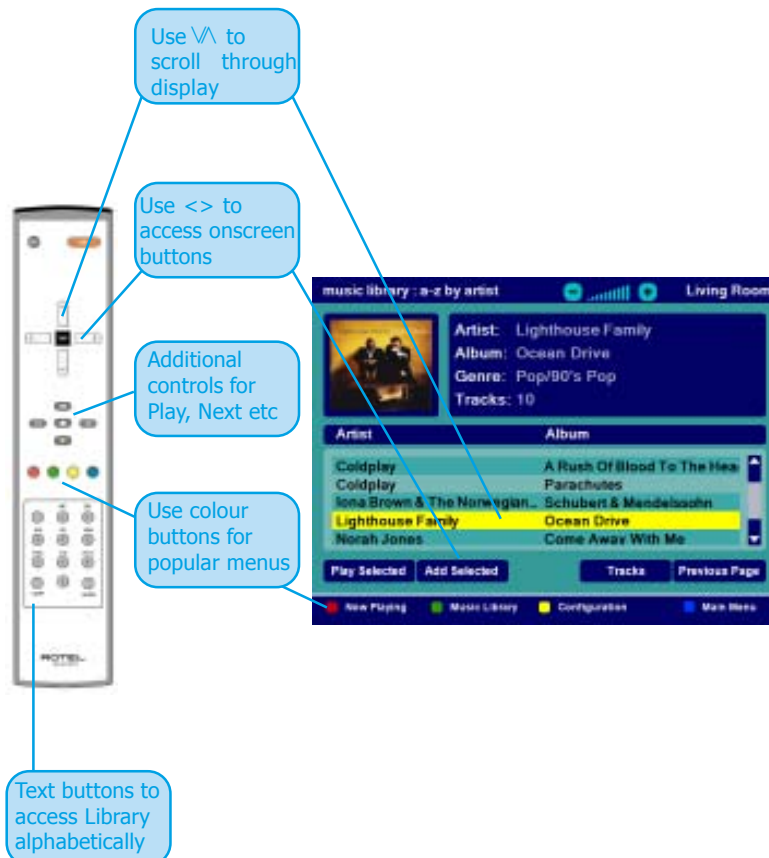 Use \/\/\ to
scroll through
display
Use <> to
access onscreen
buttons
Additional
controls for
Play, Next etc
Use colour
buttons for
popular menus
Text buttons to
access Library
alphabetically
ROTEL
music library : a-z by artist
Living Room
Artist: Lighthouse Family
Album: Ocean Drive
Genre: Pop/90's Pop
Tracks: 10
Artist Album
Coldplay A Rush Of Blood To The Hea
Coldplay Parachutes
Iona Brown & The Norwegian... Schubert & Mendelssohn
Lighthouse Family Ocean Drive
Norah Jones Come Away With Me
Play Selected Add Selected Tracks Previous Page
Now Playing Music Library Configuration Main Menu